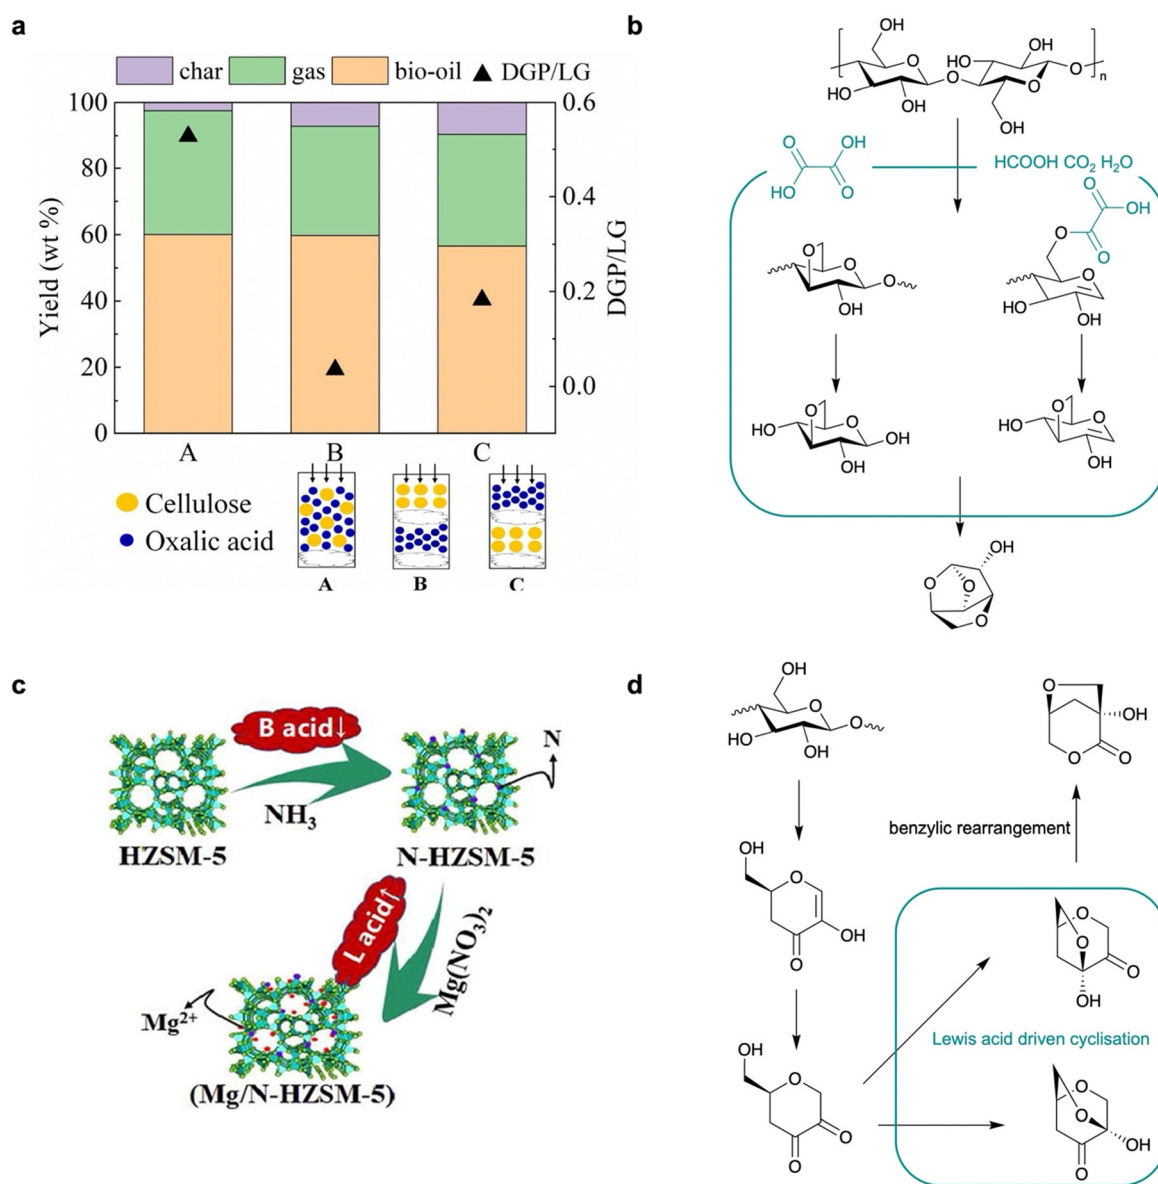 a
char gas bio-oil DGP/LG
100
80
60
40
20
0
Yield (wt %)
0.6
0.4
0.2
0.0
DGP/LG
A B C
Cellulose
Oxalic acid
A B C
b
OH
O
HO
OH
O
HO
OH
O
O
n
OH
O
OH
HO
O
HCOOH CO2 H2O
O
OH
O
O
O
O
O
OH
O
HO
OH
O
O
HO
OH
OH
O
O
HO
OH
OH
O
O
O
c
B acid↓
NH3
N
HZSM-5
N-HZSM-5
L acid↑
Mg(NO3)2
Mg2+
(Mg/N-HZSM-5)
d
OH
O
HO
OH
O
O
OH
O
O
benzylic rearrangement
OH
O
O
OH
O
O
O
OH
Lewis acid driven cyclisation
OH
O
O
O
O
O
O
OH